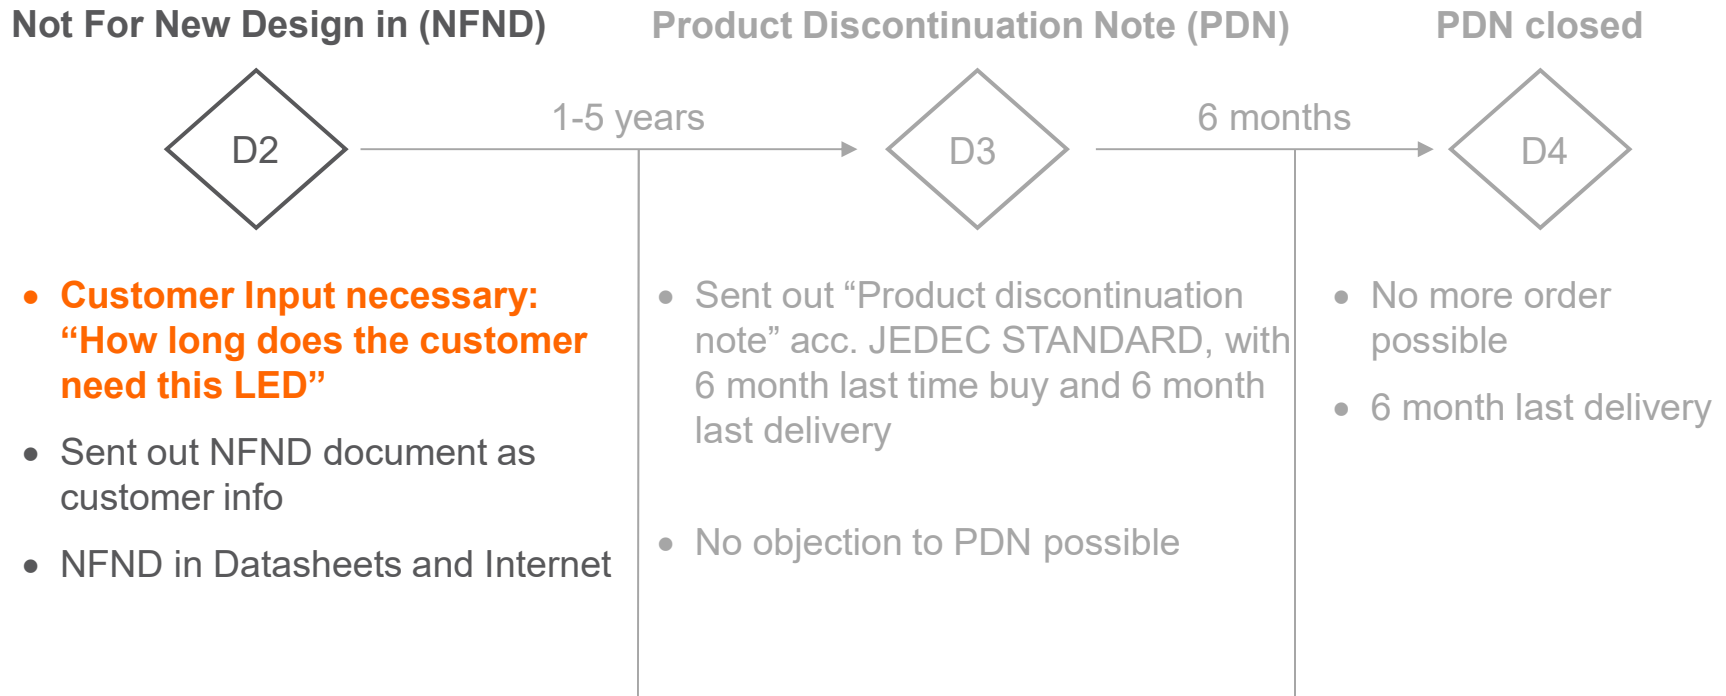 Not For New Design in (NFND)
Product Discontinuation Note (PDN)
PDN closed
D2
1-5 years
D3
6 months
D4
• Customer Input necessary:
“How long does the customer
need this LED”
• Sent out NFND document as
customer info
• NFND in Datasheets and Internet
• Sent out “Product discontinuation
note” acc. JEDEC STANDARD, with
6 month last time buy and 6 month
last delivery
• No objection to PDN possible
• No more order
possible
• 6 month last delivery